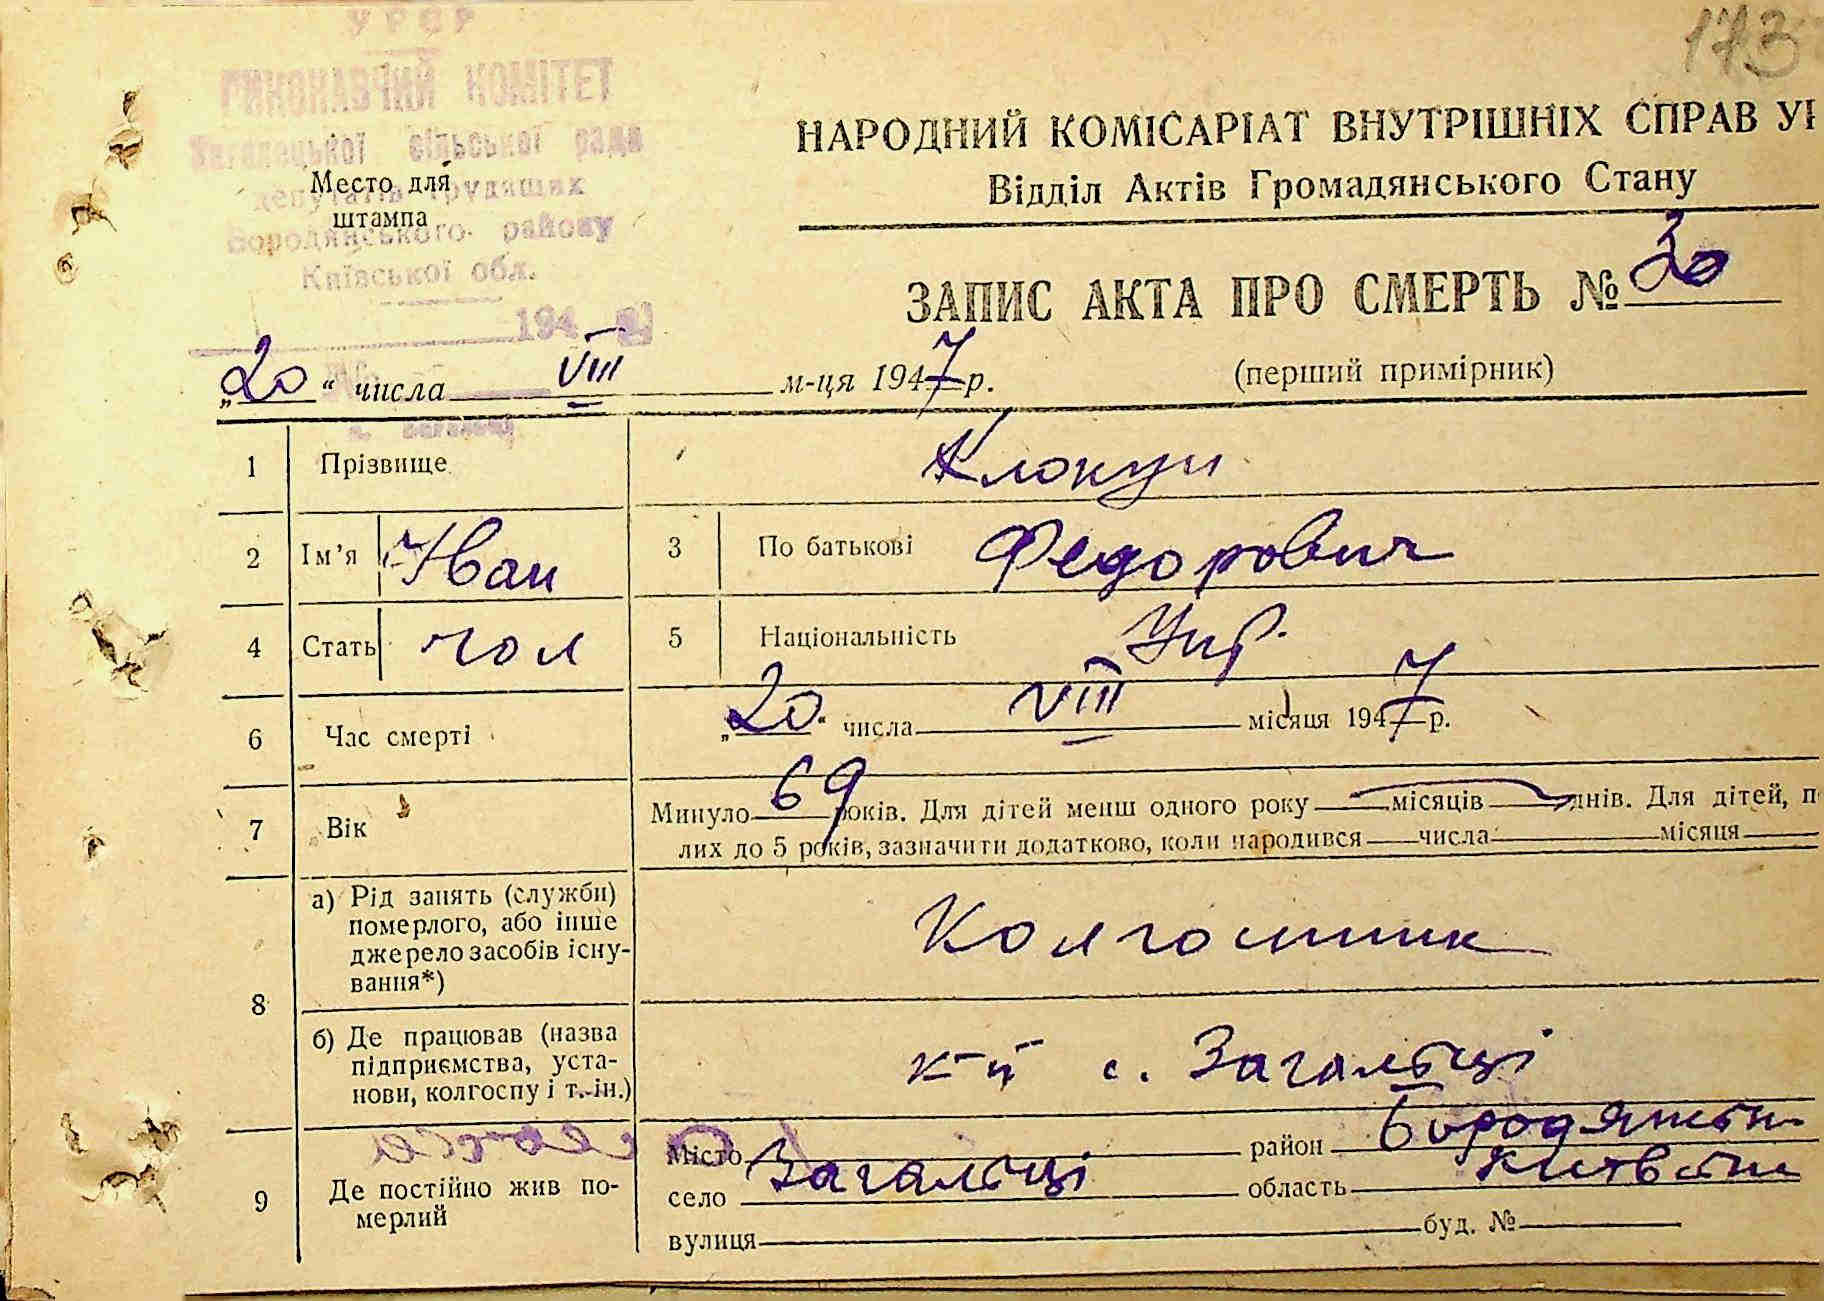 173
УРСР
ВИКОНАВЧИЙ КОМІТЕТ
Загалецької сільської ради
депутатів трудящих
Бородянського району
Київської обл.
194
Место для
штампа
НАРОДНИЙ КОМІСАРІАТ ВНУТРІШНІХ СПРАВ УР
Відділ Актів Громадянського Стану
ЗАПИС АКТА ПРО СМЕРТЬ № 30
(перший примірник)
„20“ числа VIII м-ця 1947 р.
1 Прізвище
2 Ім’я Иван 3 По батькові Федорович
4 Стать чол 5 Національність Укр.
6 Час смерті „20“ числа VIII місяця 1947 р.
7 Вік Минуло 69 років. Для дітей менш одного року місяців днів. Для дітей, п
лих до 5 років, зазначити додатково, коли народився числа місяця
8 а) Рід занять (служби) померлого, або інше джерело засобів існування*) Колгоспник
б) Де працював (назва підприємства, установи, колгоспу і т. ін.) к-п с. Загальці
9 Де постійно жив померлий Місто район Бородянськ
село Загальці область Київськ
вулиця буд. №